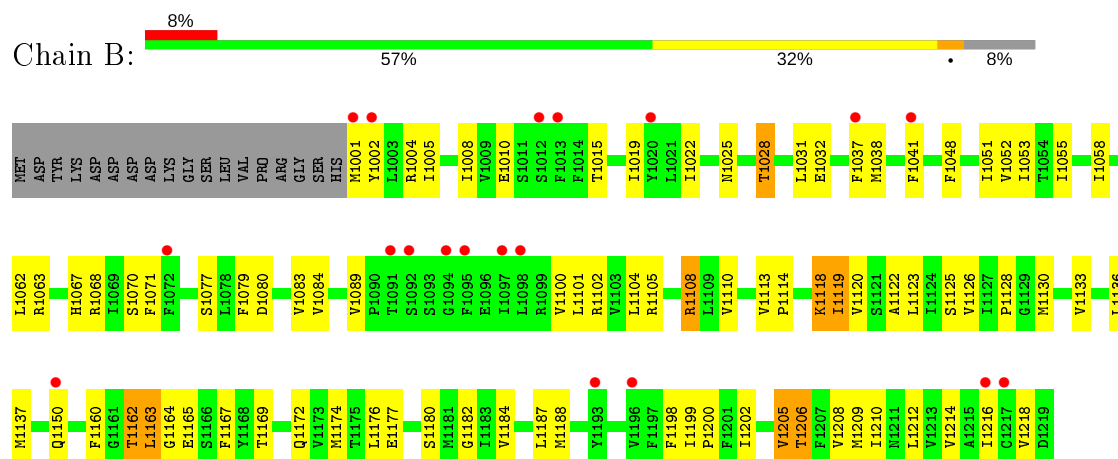 8%
Chain B:
57% 32% • 8%
MET ASP TYR LYS ASP ASP ASP ASP LYS GLY SER LEU VAL PRO ARG GLY SER HIS M1001 Y1002 L1003 R1004 I1005 I1008 V1009 E1010 S1011 S1012 F1013 F1014 T1015 I1019 Y1020 L1021 I1022 N1025 T1028 L1031 E1032 F1037 M1038 F1041 F1048 I1051 V1052 I1053 T1054 I1055 I1058
L1062 R1063 H1067 R1068 I1069 S1070 F1071 F1072 S1077 L1078 F1079 D1080 V1083 V1084 V1089 P1090 T1091 S1092 S1093 G1094 F1095 E1096 I1097 L1098 R1099 V1100 L1101 R1102 V1103 L1104 R1105 R1108 L1109 V1110 V1113 P1114 K1118 I1119 V1120 S1121 A1122 L1123 I1124 S1125 V1126 I1127 P1128 G1129 M1130 V1133
M1137 Q1150 F1160 G1161 T1162 L1163 G1164 E1165 S1166 F1167 Y1168 T1169 Q1172 V1173 M1174 T1175 L1176 E1177 S1180 M1181 G1182 I1183 V1184 L1187 M1188 Y1193 V1196 F1197 F1198 I1199 P1200 F1201 I1202 V1205 T1206 F1207 V1208 M1209 I1210 N1211 L1212 V1213 V1214 A1215 I1216 C1217 V1218 D1219